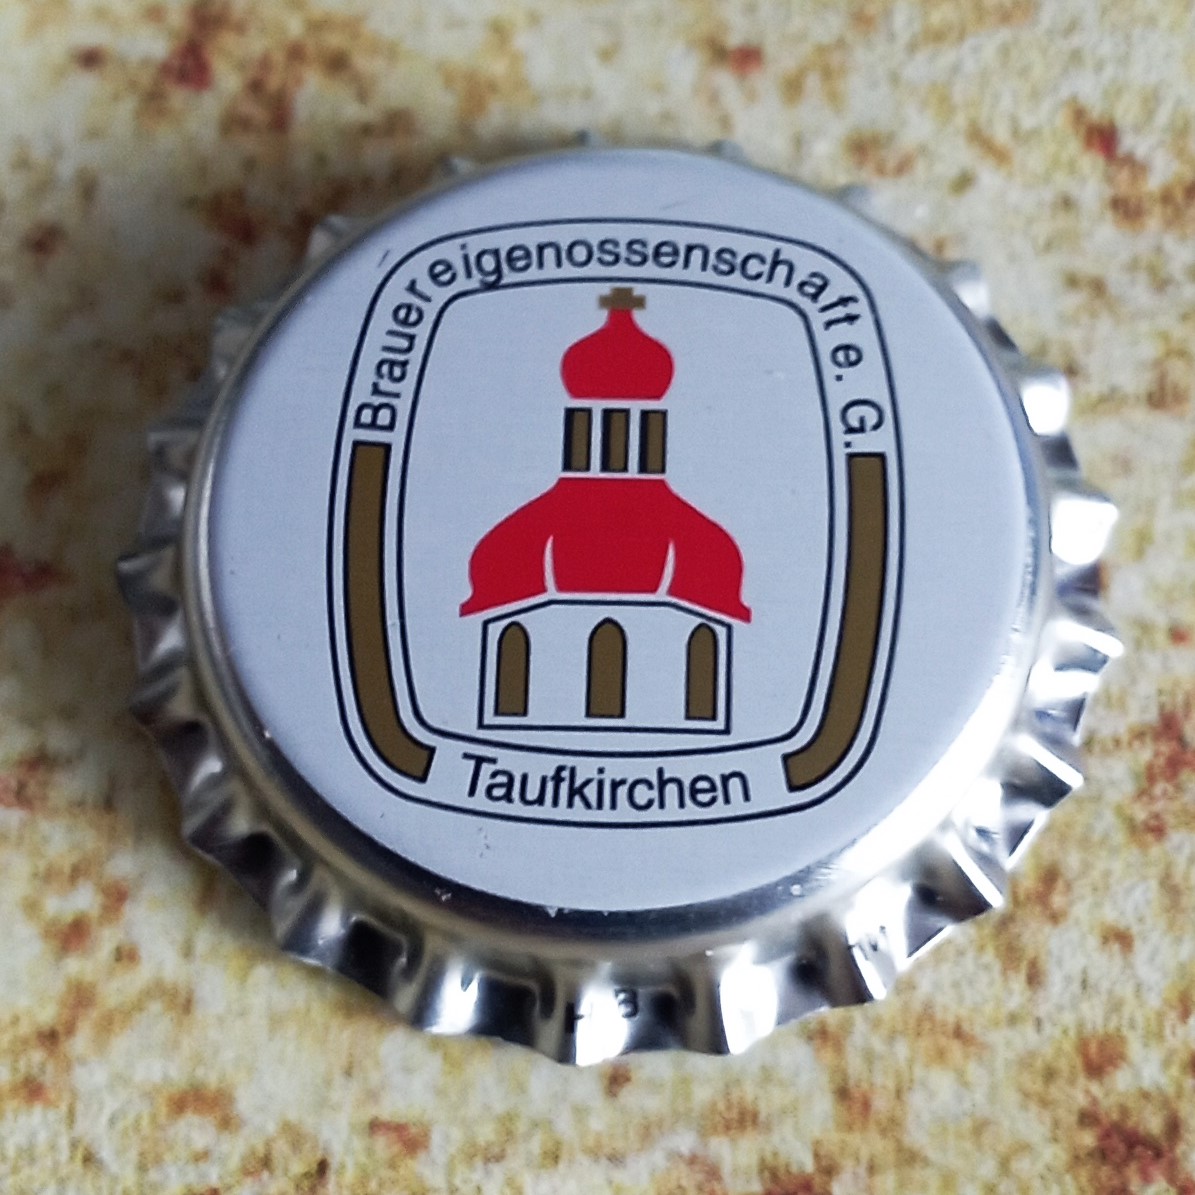 Brauereigenossenschaft e. G.
Taufkirchen